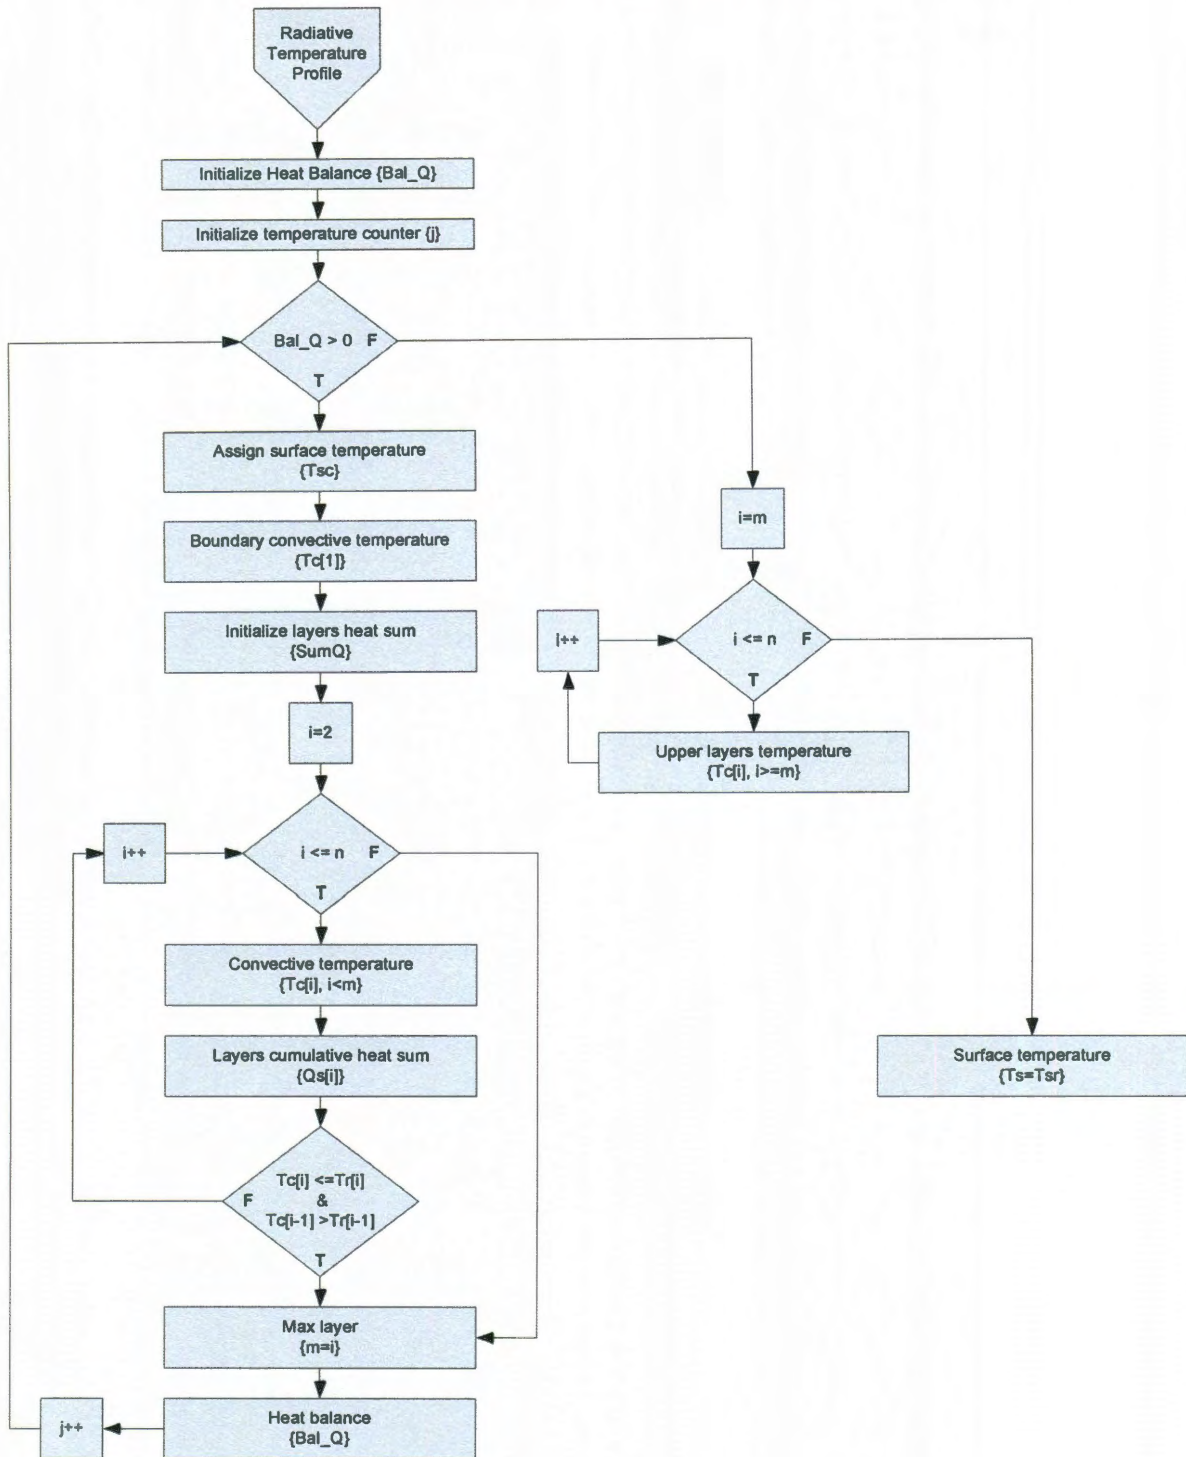 Radiative
Temperature
Profile
Initialize Heat Balance {Bal_Q}
Initialize temperature counter {j}
Bal_Q > 0 F
T
Assign surface temperature
{Tsc}
Boundary convective temperature
{Tc[1]}
Initialize layers heat sum
{SumQ}
i=2
i++
i <= n F
T
Convective temperature
{Tc[i], i<m}
Layers cumulative heat sum
{Qs[i]}
Tc[i] <=Tr[i]
F &
Tc[i-1] >Tr[i-1]
T
Max layer
{m=i}
Heat balance
{Bal_Q}
j++
i=m
i++
i <= n F
T
Upper layers temperature
{Tc[i], i>=m}
Surface temperature
{Ts=Tsr}